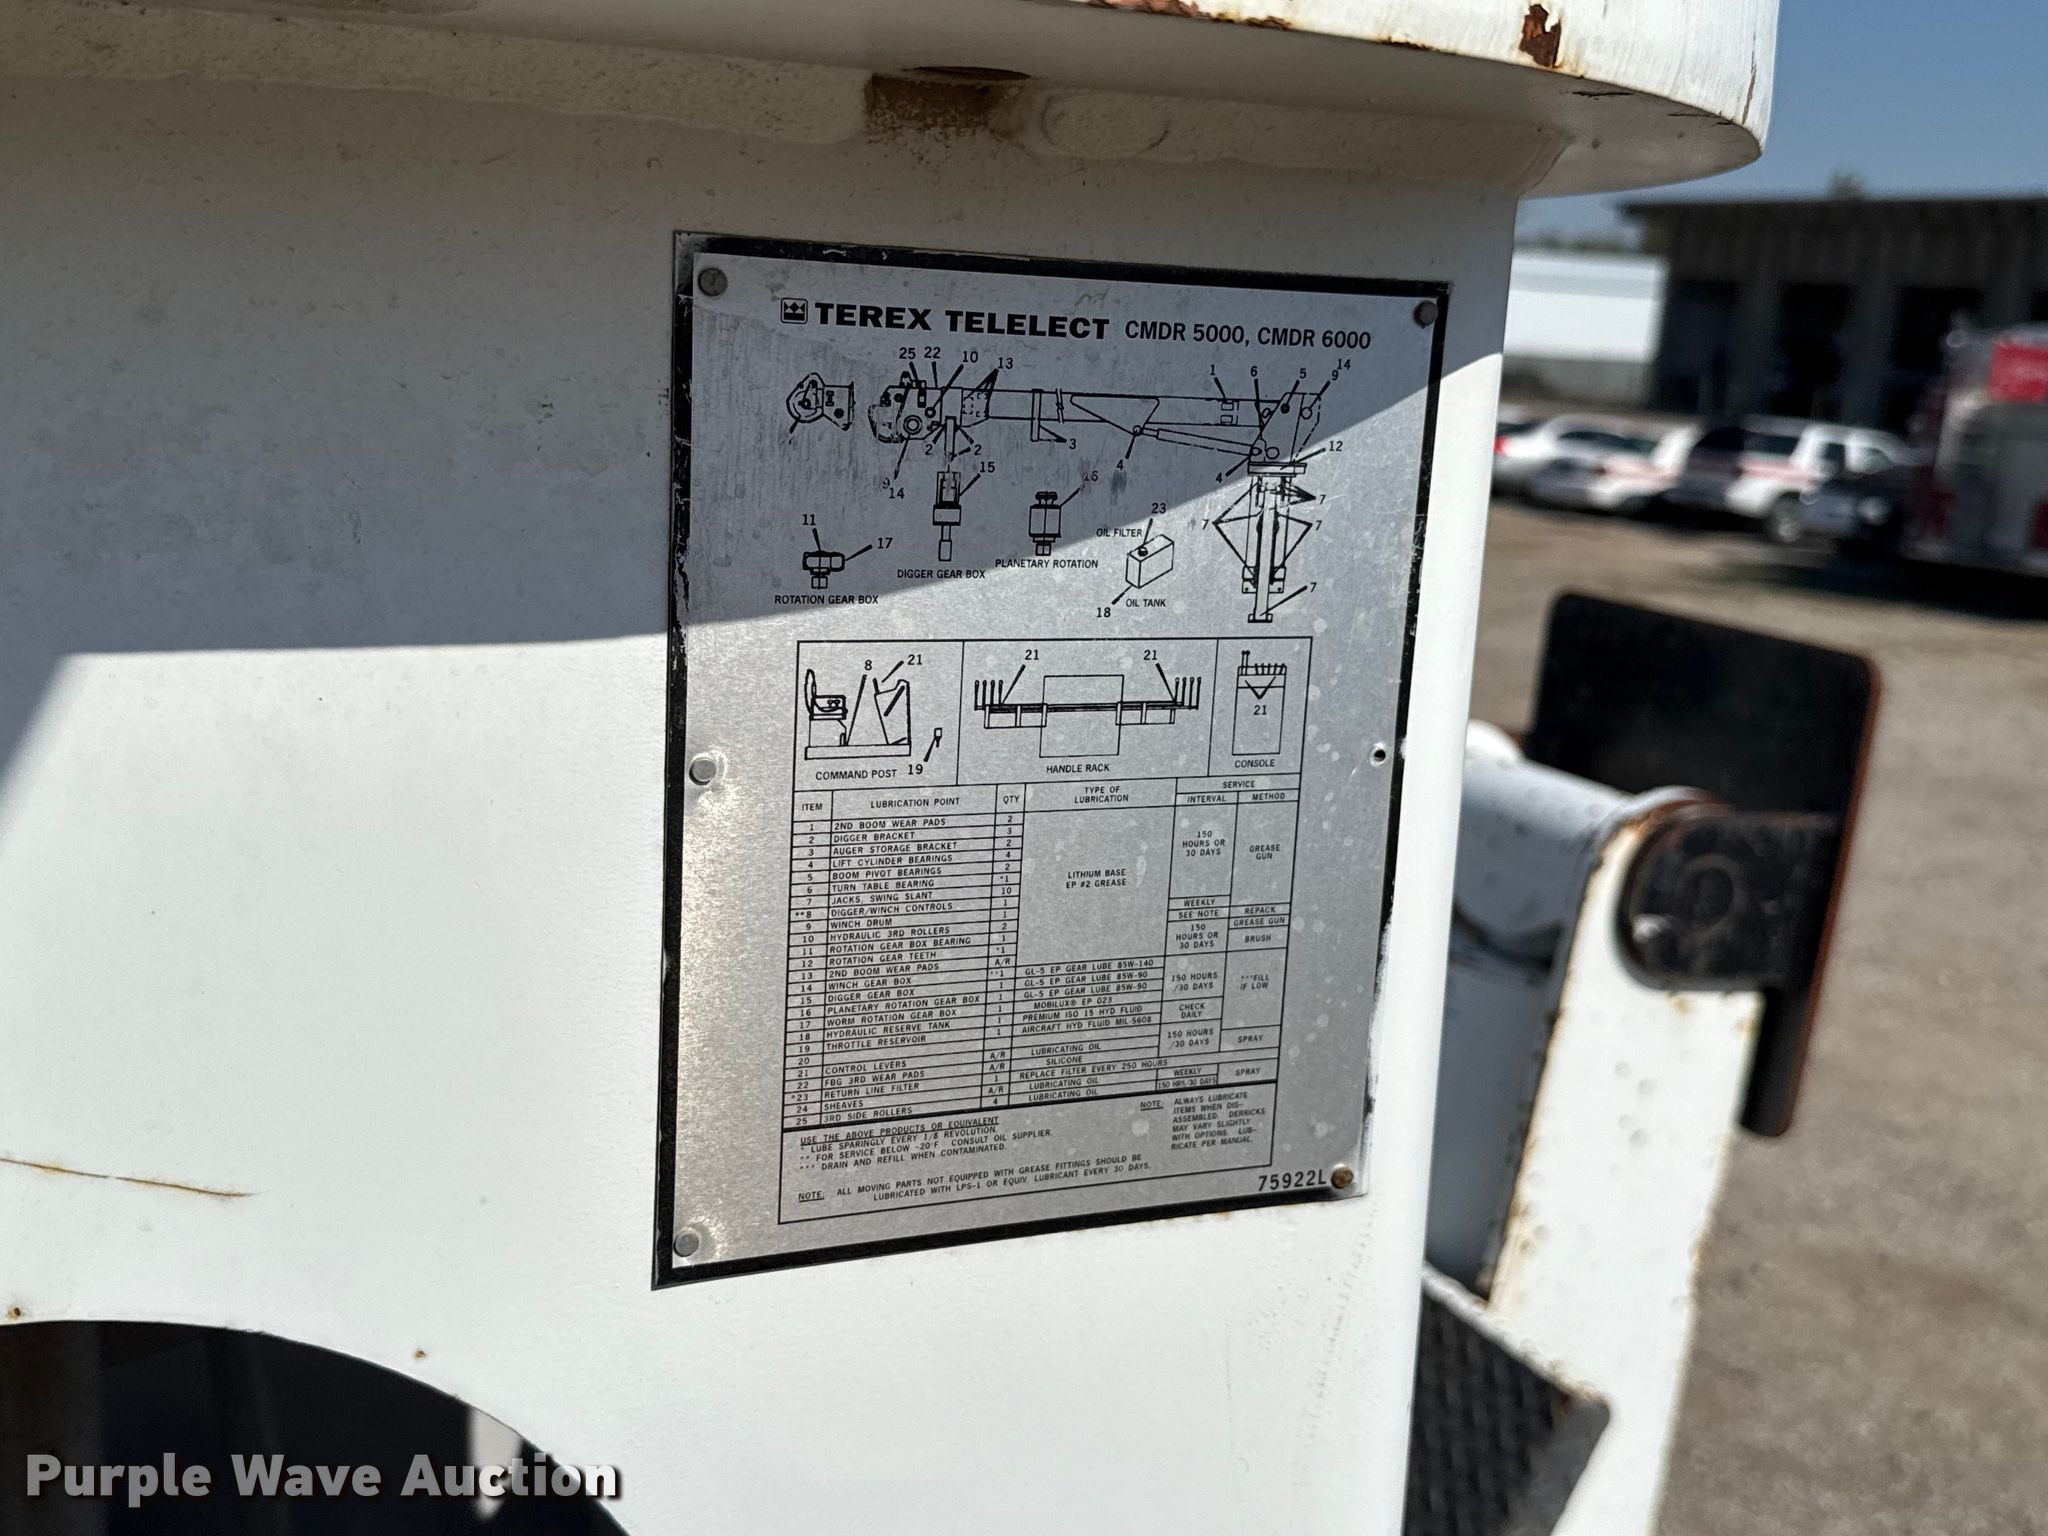 TEREX TELELECT CMDR 5000, CMDR 6000
25 22 10 13 1 6 5 9 14
2 2 3 4 4 12
9 14 15 16 23 7
11 17 OIL FILTER 7 7
DIGGER GEAR BOX PLANETARY ROTATION 7
ROTATION GEAR BOX 18 OIL TANK
8 21 21 21 21
COMMAND POST 19 HANDLE RACK CONSOLE
ITEM LUBRICATION POINT QTY TYPE OF LUBRICATION SERVICE
INTERVAL METHOD
1 2ND BOOM WEAR PADS 2
2 DIGGER BRACKET 3
3 AUGER STORAGE BRACKET 2
4 LIFT CYLINDER BEARINGS 4
5 BOOM PIVOT BEARINGS 2
6 TURN TABLE BEARING *1
7 JACKS, SWING SLANT 10
**8 DIGGER/WINCH CONTROLS 1
9 WINCH DRUM 1
10 HYDRAULIC 3RD ROLLERS 2
11 ROTATION GEAR BOX BEARING 1
12 ROTATION GEAR TEETH *1
13 2ND BOOM WEAR PADS A/R
14 WINCH GEAR BOX **1 GL-5 EP GEAR LUBE 85W-140
15 DIGGER GEAR BOX 1 GL-5 EP GEAR LUBE 85W-90
16 PLANETARY ROTATION GEAR BOX 1 GL-5 EP GEAR LUBE 85W-90
17 WORM ROTATION GEAR BOX 1 MOBILUX® EP 023
18 HYDRAULIC RESERVE TANK 1 PREMIUM ISO 15 HYD FLUID
19 THROTTLE RESERVOIR 1 AIRCRAFT HYD FLUID MIL-5608
20
21 CONTROL LEVERS A/R LUBRICATING OIL
22 FBG 3RD WEAR PADS A/R SILICONE
*23 RETURN LINE FILTER 1 REPLACE FILTER EVERY 250 HOURS
24 SHEAVES A/R LUBRICATING OIL
25 3RD SIDE ROLLERS 4 LUBRICATING OIL
LITHIUM BASE
EP #2 GREASE
150
HOURS OR
30 DAYS
GREASE
GUN
WEEKLY
SEE NOTE REPACK
GREASE GUN
150
HOURS OR
30 DAYS
BRUSH
150 HOURS
/30 DAYS
***FILL
IF LOW
CHECK
DAILY
150 HOURS
/30 DAYS
SPRAY
WEEKLY SPRAY
150 HRS/30 DAYS
USE THE ABOVE PRODUCTS OR EQUIVALENT
* LUBE SPARINGLY EVERY 1/8 REVOLUTION.
** FOR SERVICE BELOW -20 F CONSULT OIL SUPPLIER.
*** DRAIN AND REFILL WHEN CONTAMINATED.
NOTE: ALWAYS LUBRICATE
ITEMS WHEN DIS-
ASSEMBLED. DERRICKS
MAY VARY SLIGHTLY
WITH OPTIONS. LUB-
RICATE PER MANUAL.
NOTE: ALL MOVING PARTS NOT EQUIPPED WITH GREASE FITTINGS SHOULD BE
LUBRICATED WITH LPS-1 OR EQUIV. LUBRICANT EVERY 30 DAYS.
75922L
Purple Wave Auction